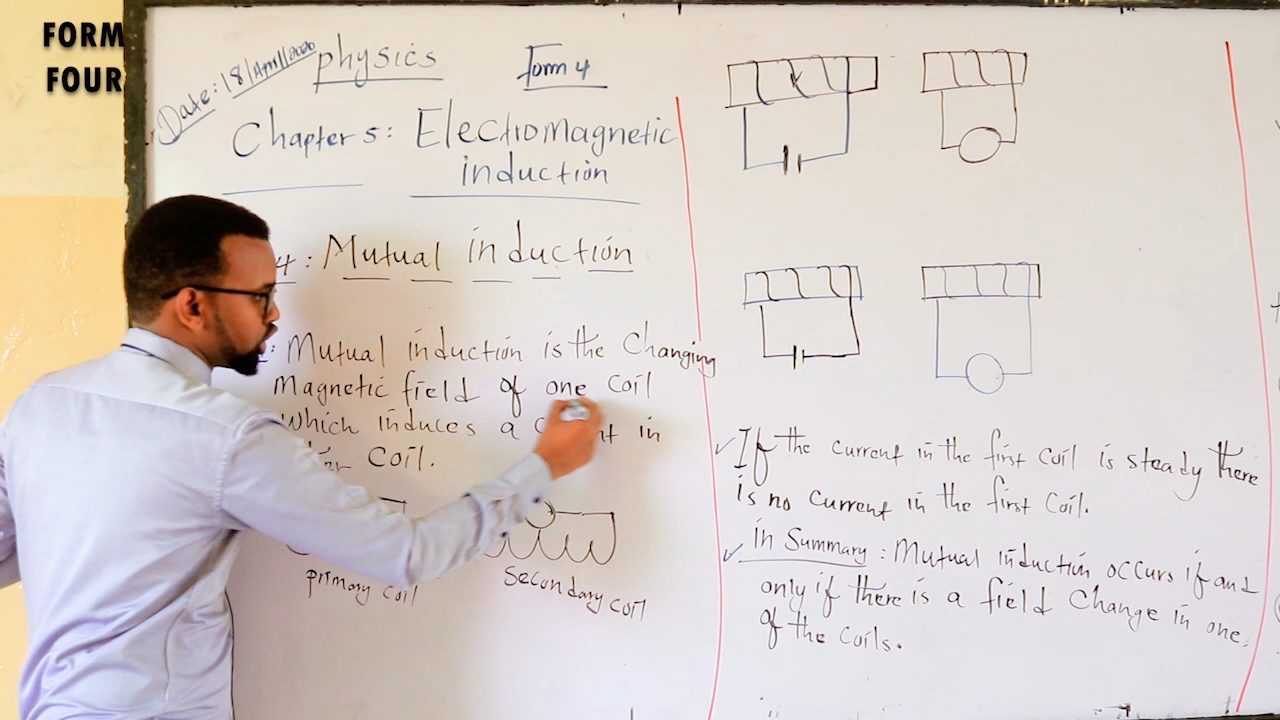 FORM
FOUR
Date: 18/April/2020
physics
Form 4
Chapter 5: Electromagnetic
induction
4: Mutual induction
: Mutual induction is the Changing
Magnetic field of one coil
which induces a in
coil.
primary coil
Secondary coil
If the current in the first coil is steady there
is no current in the first coil.
in Summary: Mutual induction occurs if and
only if there is a field change in one
of the coils.